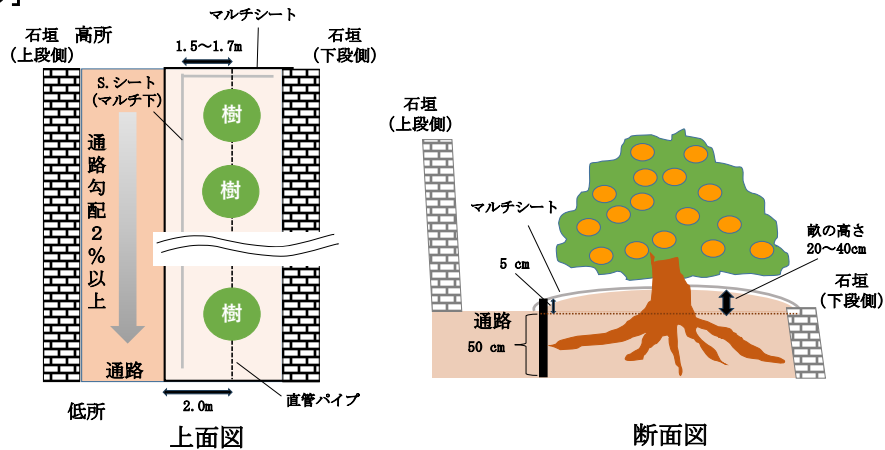 石垣
(上段側)
高所
1.5～1.7m
マルチシート
石垣
(下段側)
S.シート
(マルチ下)
樹
樹
樹
通路勾配2%以上
通路
低所
2.0m
直管パイプ
上面図
石垣
(上段側)
マルチシート
5 cm
畝の高さ
20～40cm
石垣
(下段側)
通路
50 cm
断面図